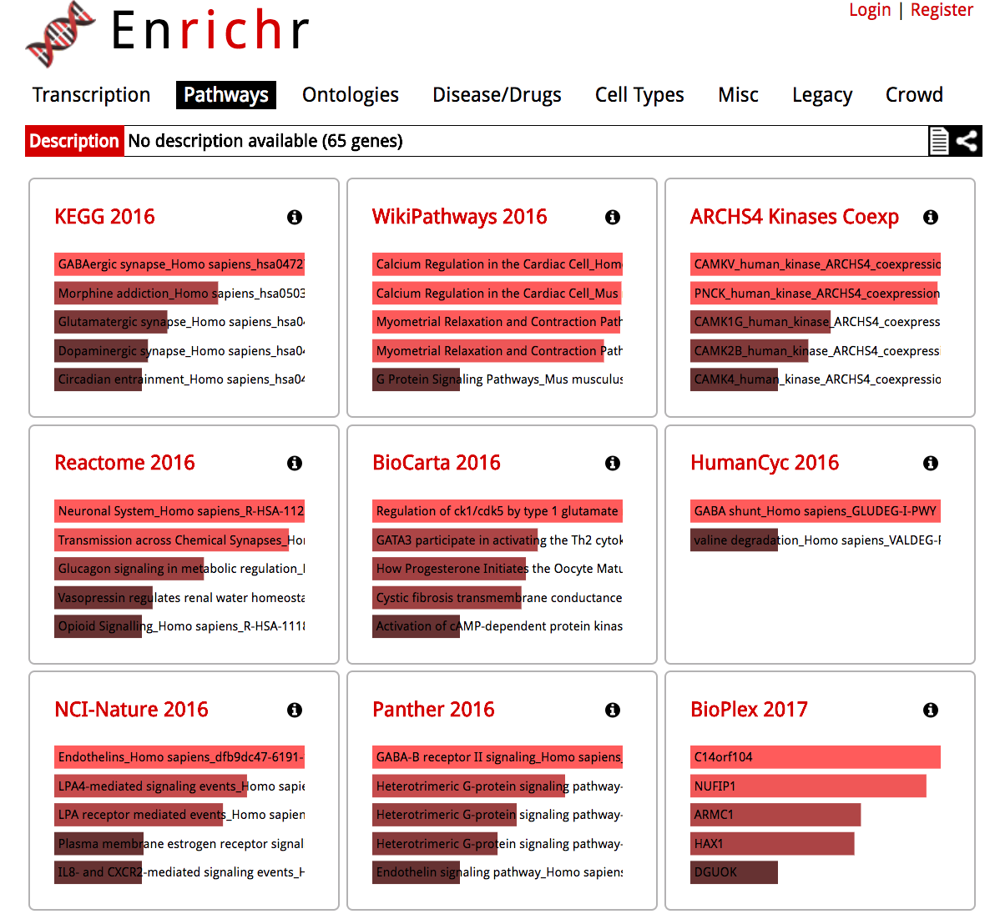 Enrichr
Login | Register
Transcription Pathways Ontologies Disease/Drugs Cell Types Misc Legacy Crowd
Description No description available (65 genes)
KEGG 2016
GABAergic synapse_Homo sapiens_hsa0472
Morphine addiction_Homo sapiens_hsa0503
Glutamatergic synapse_Homo sapiens_hsa04
Dopaminergic synapse_Homo sapiens_hsa04
Circadian entrainment_Homo sapiens_hsa04
WikiPathways 2016
Calcium Regulation in the Cardiac Cell_Hom
Calcium Regulation in the Cardiac Cell_Mus
Myometrial Relaxation and Contraction Path
Myometrial Relaxation and Contraction Path
G Protein Signaling Pathways_Mus musculus
ARCHS4 Kinases Coexp
CAMKV_human_kinase_ARCHS4_coexpressio
PNCK_human_kinase_ARCHS4_coexpression
CAMK1G_human_kinase_ARCHS4_coexpress
CAMK2B_human_kinase_ARCHS4_coexpressi
CAMK4_human_kinase_ARCHS4_coexpressio
Reactome 2016
Neuronal System_Homo sapiens_R-HSA-112
Transmission across Chemical Synapses_Ho
Glucagon signaling in metabolic regulation_
Vasopressin regulates renal water homeosta
Opioid Signalling_Homo sapiens_R-HSA-1118
BioCarta 2016
Regulation of ck1/cdk5 by type 1 glutamate
GATA3 participate in activating the Th2 cytok
How Progesterone Initiates the Oocyte Matu
Cystic fibrosis transmembrane conductance
Activation of cAMP-dependent protein kinas
HumanCyc 2016
GABA shunt_Homo sapiens_GLUDEG-I-PWY
valine degradation_Homo sapiens_VALDEG-P
NCI-Nature 2016
Endothelins_Homo sapiens_dfb9dc47-6191-
LPA4-mediated signaling events_Homo sapie
LPA receptor mediated events_Homo sapien
Plasma membrane estrogen receptor signal
IL8- and CXCR2-mediated signaling events_H
Panther 2016
GABA-B receptor II signaling_Homo sapiens_
Heterotrimeric G-protein signaling pathway-
Heterotrimeric G-protein signaling pathway-
Heterotrimeric G-protein signaling pathway-
Endothelin signaling pathway_Homo sapiens
BioPlex 2017
C14orf104
NUFIP1
ARMC1
HAX1
DGUOK